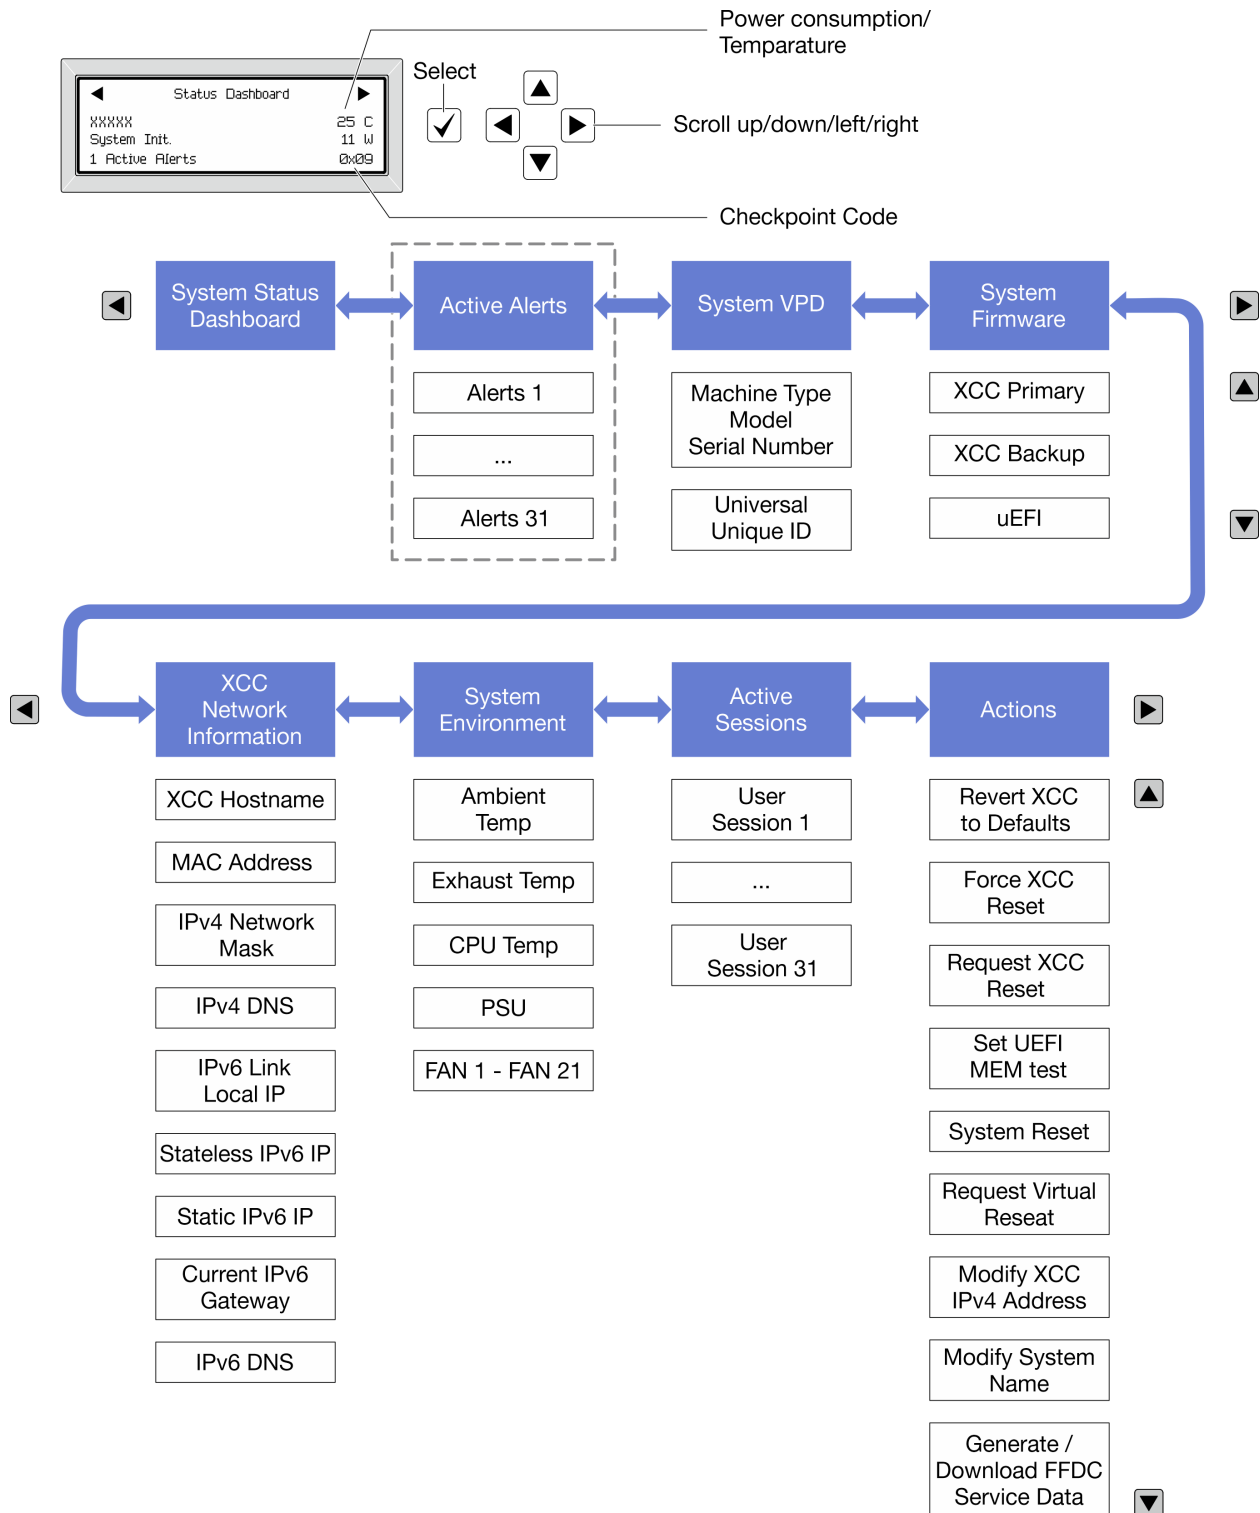 Power consumption/
Temparature
Select
Status Dashboard
XXXXX 25 C
System Init. 11 W
1 Active Alerts 0x09
Scroll up/down/left/right
Checkpoint Code
System Status
Dashboard
Active Alerts
System VPD
System
Firmware
Alerts 1
...
Alerts 31
Machine Type
Model
Serial Number
Universal
Unique ID
XCC Primary
XCC Backup
uEFI
XCC
Network
Information
System
Environment
Active
Sessions
Actions
XCC Hostname
MAC Address
IPv4 Network
Mask
IPv4 DNS
IPv6 Link
Local IP
Stateless IPv6 IP
Static IPv6 IP
Current IPv6
Gateway
IPv6 DNS
Ambient
Temp
Exhaust Temp
CPU Temp
PSU
FAN 1 - FAN 21
User
Session 1
...
User
Session 31
Revert XCC
to Defaults
Force XCC
Reset
Request XCC
Reset
Set UEFI
MEM test
System Reset
Request Virtual
Reseat
Modify XCC
IPv4 Address
Modify System
Name
Generate /
Download FFDC
Service Data